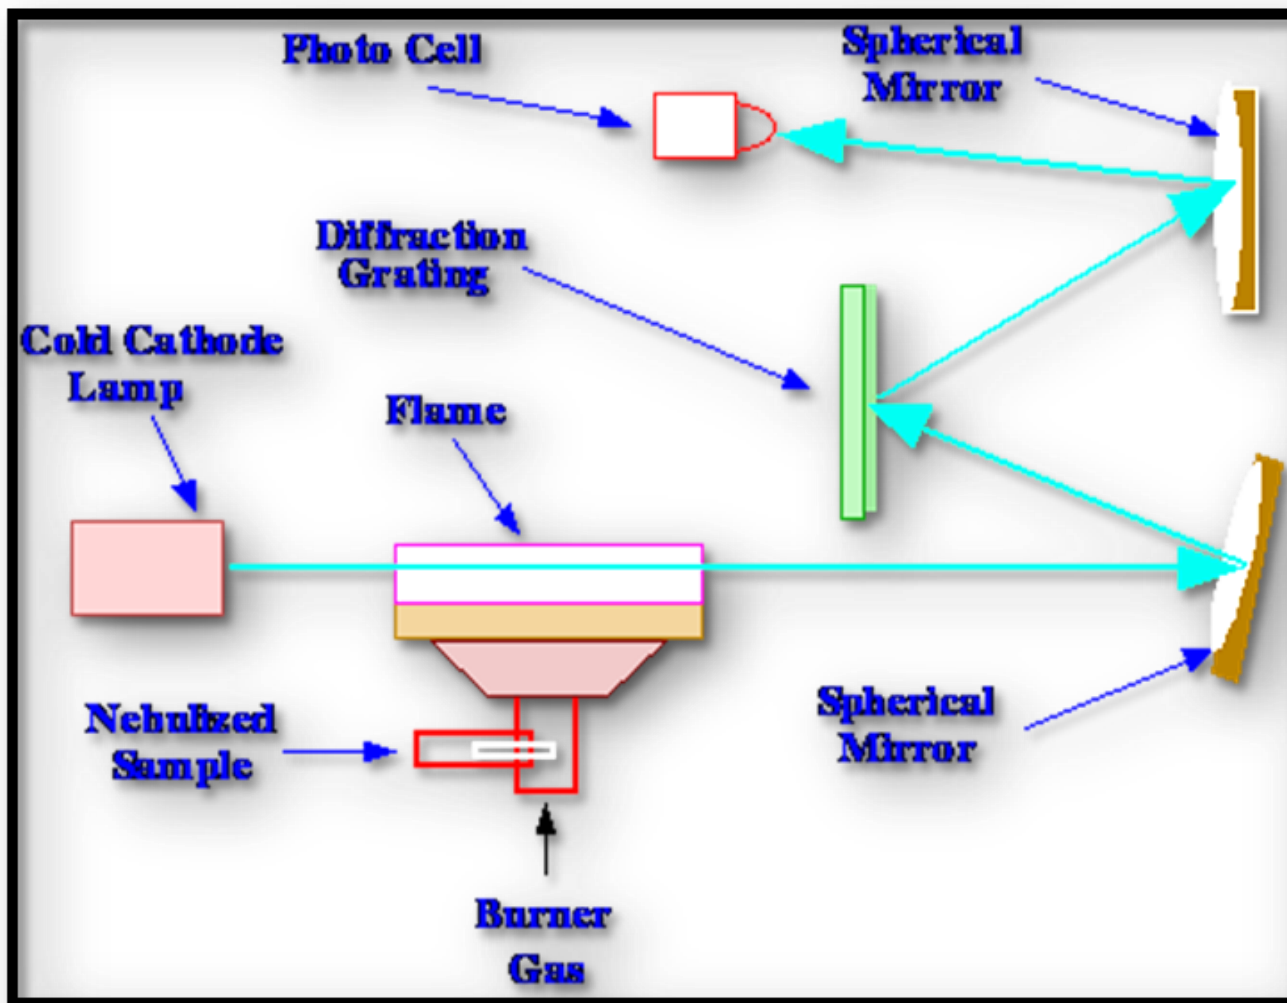 Photo Cell
Spherical
Mirror
Diffraction
Grating
Cold Cathode
Lamp
Flame
Nebulized
Sample
Spherical
Mirror
Burner
Gas